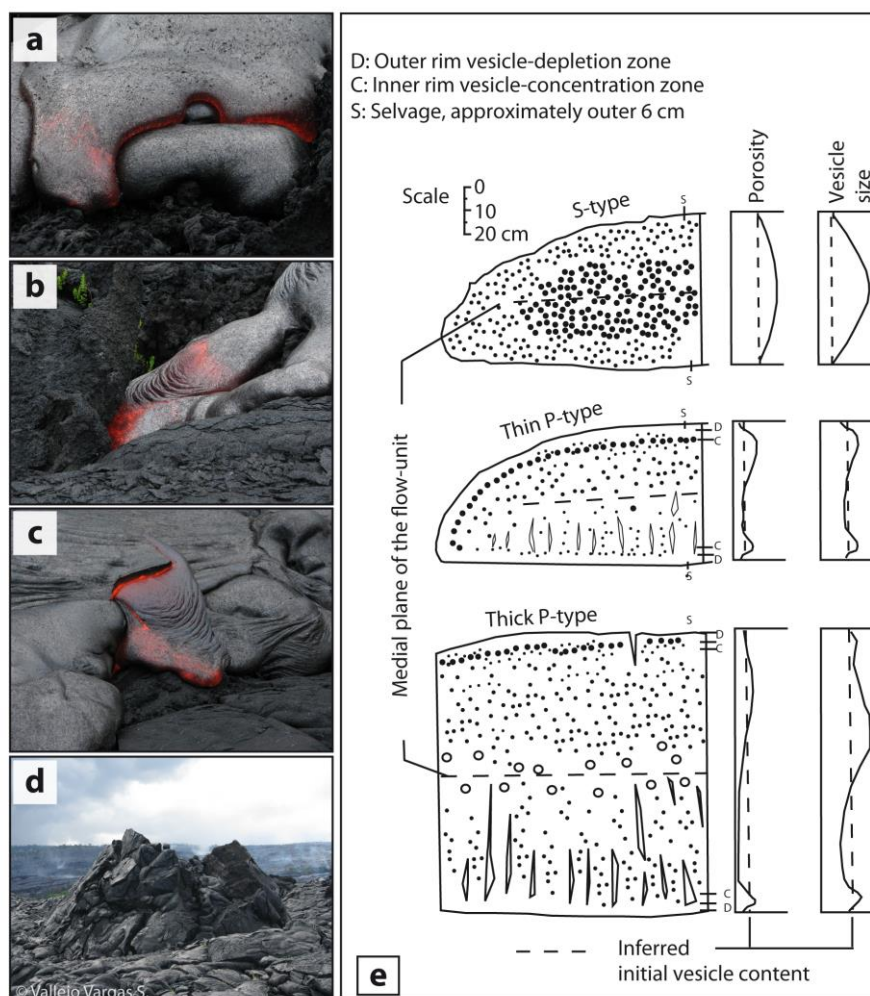 a
b
c
d
© Vallejo Vargas S.
D: Outer rim vesicle-depletion zone
C: Inner rim vesicle-concentration zone
S: Selvage, approximately outer 6 cm
Scale
0
10
20 cm
S-type
S
S
Porosity
Vesicle
size
Medial plane of the flow-unit
Thin P-type
S
D
C
C
D
S
Thick P-type
S
D
C
C
D
Inferred
initial vesicle content
e